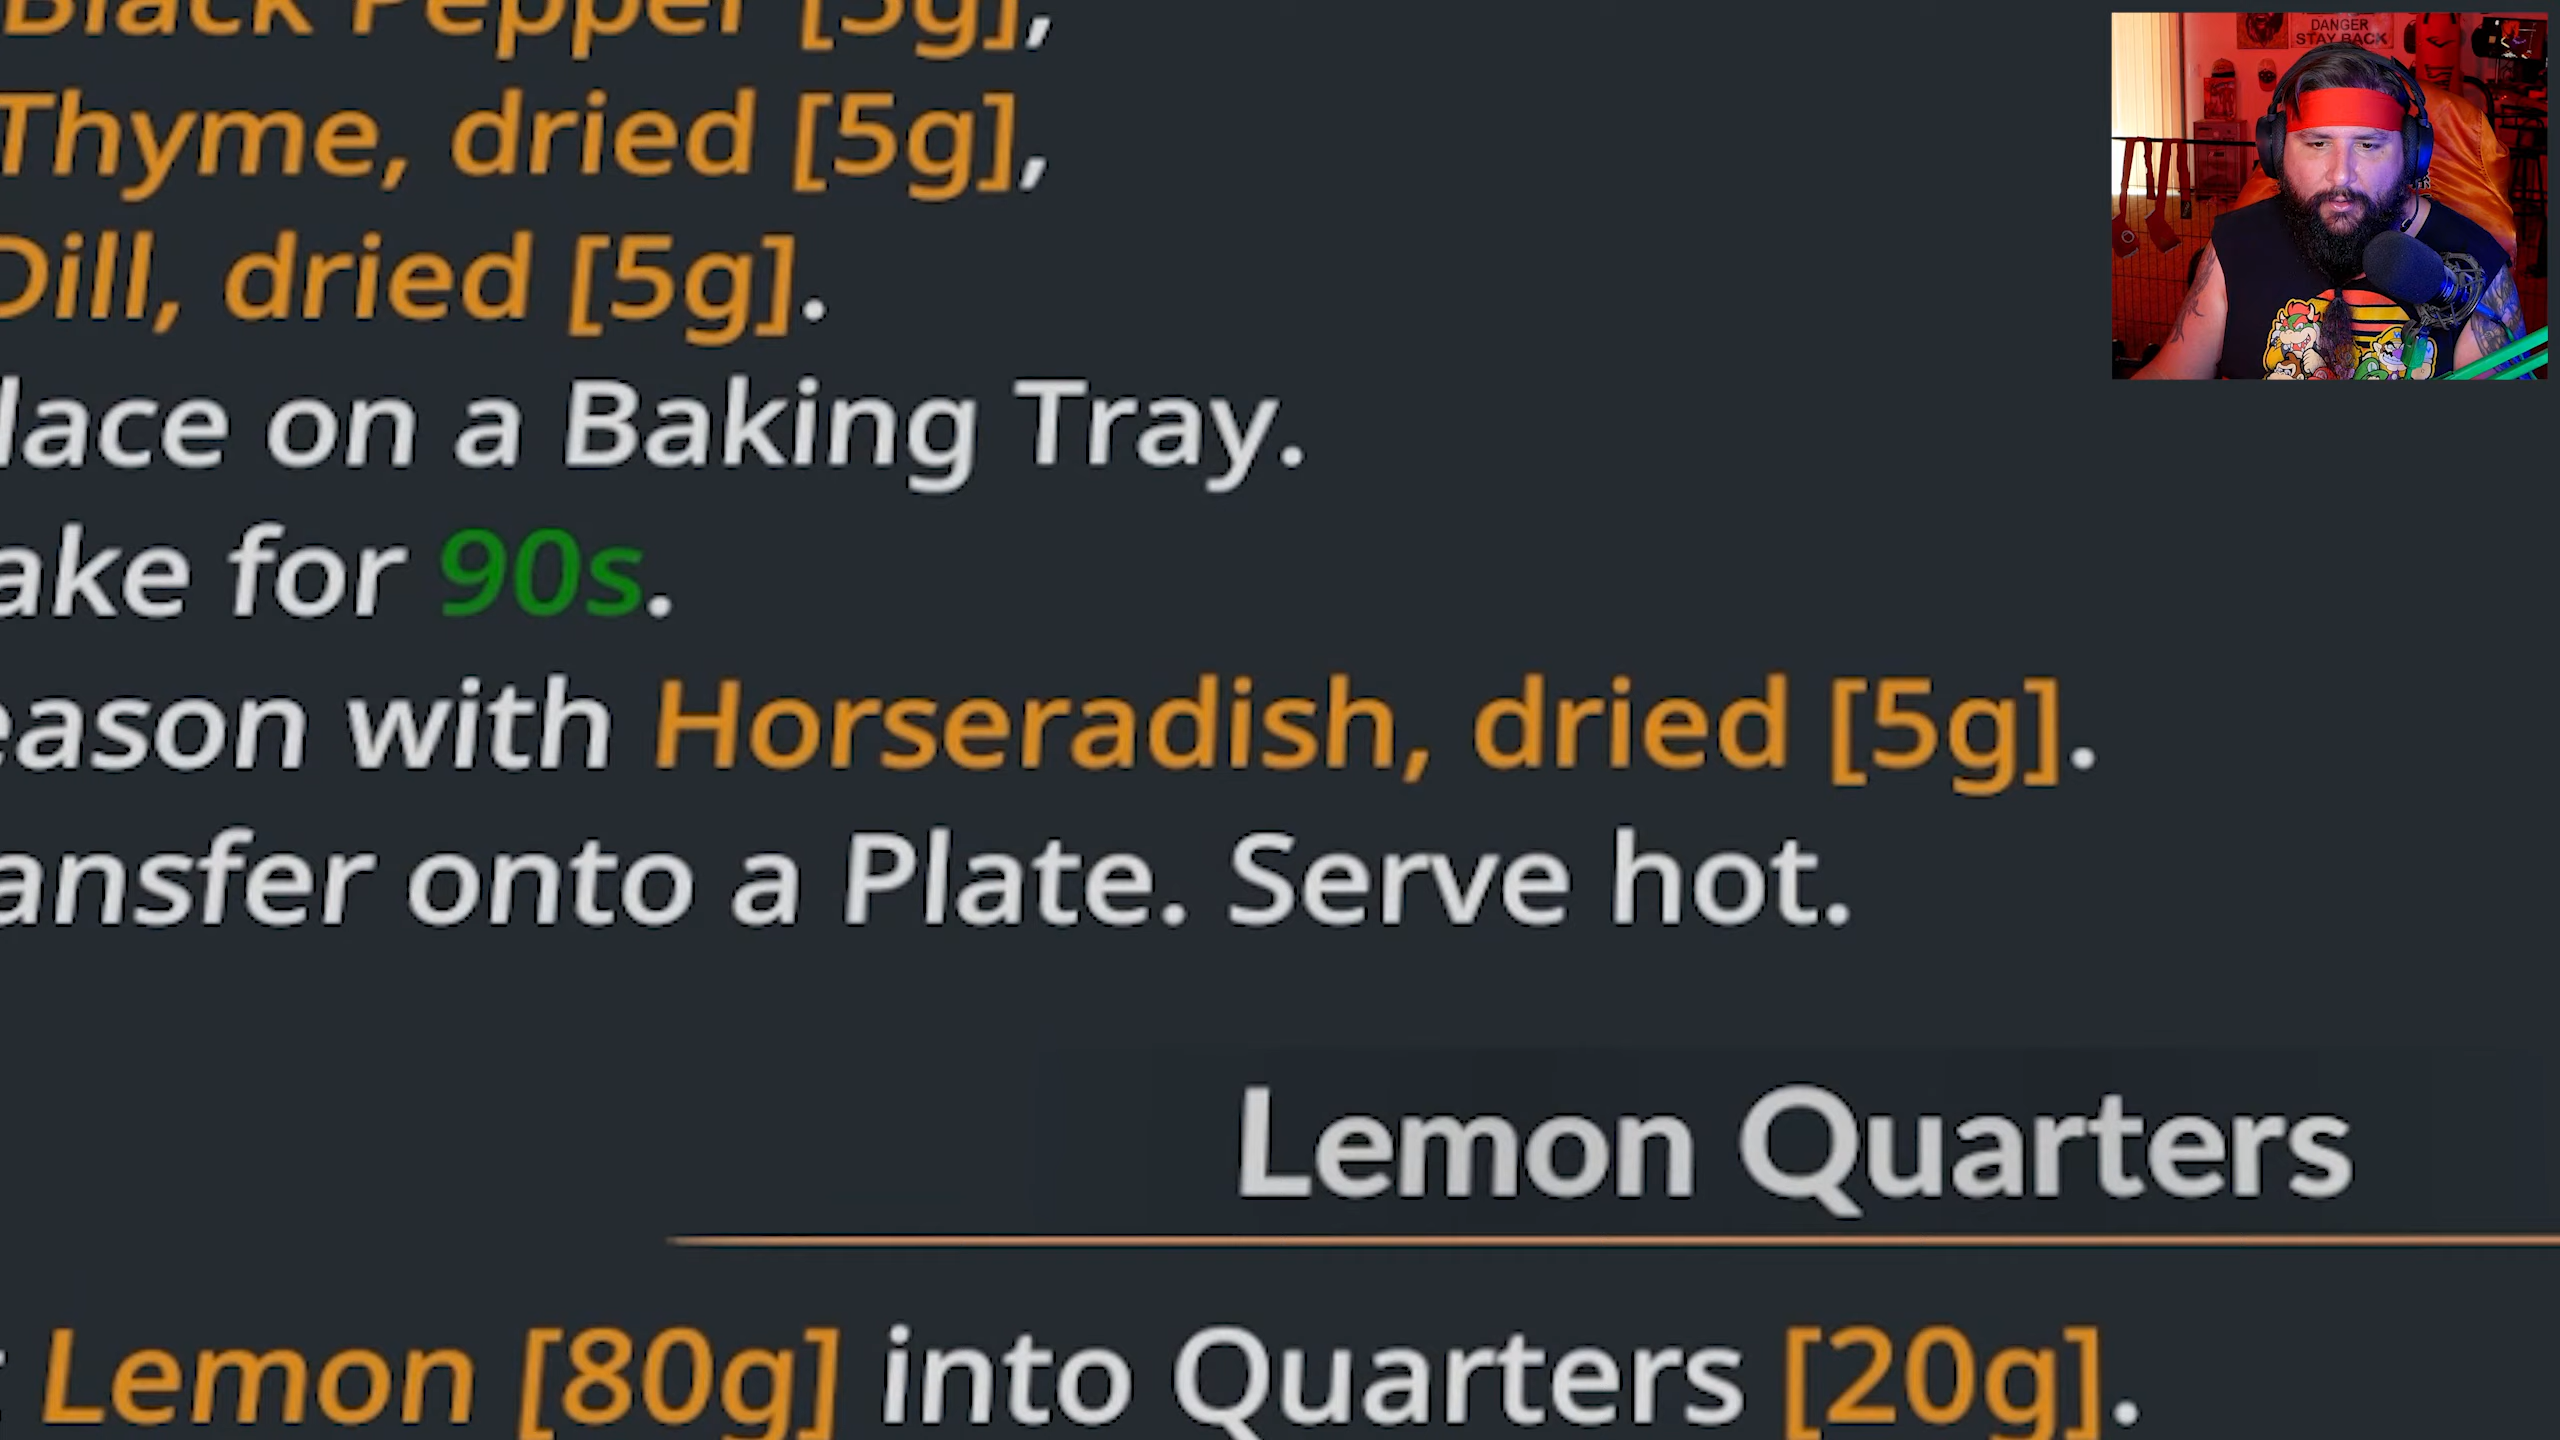 Black Pepper [5g],
Thyme, dried [5g],
Dill, dried [5g].
lace on a Baking Tray.
ake for 90s.
eason with Horseradish, dried [5g].
ansfer onto a Plate. Serve hot.
Lemon Quarters
Lemon [80g] into Quarters [20g].
DANGER
STAY BACK